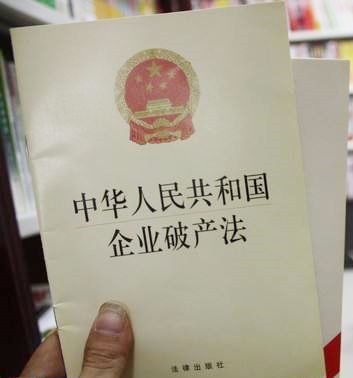 中华人民共和国
企业破产法
法律出版社